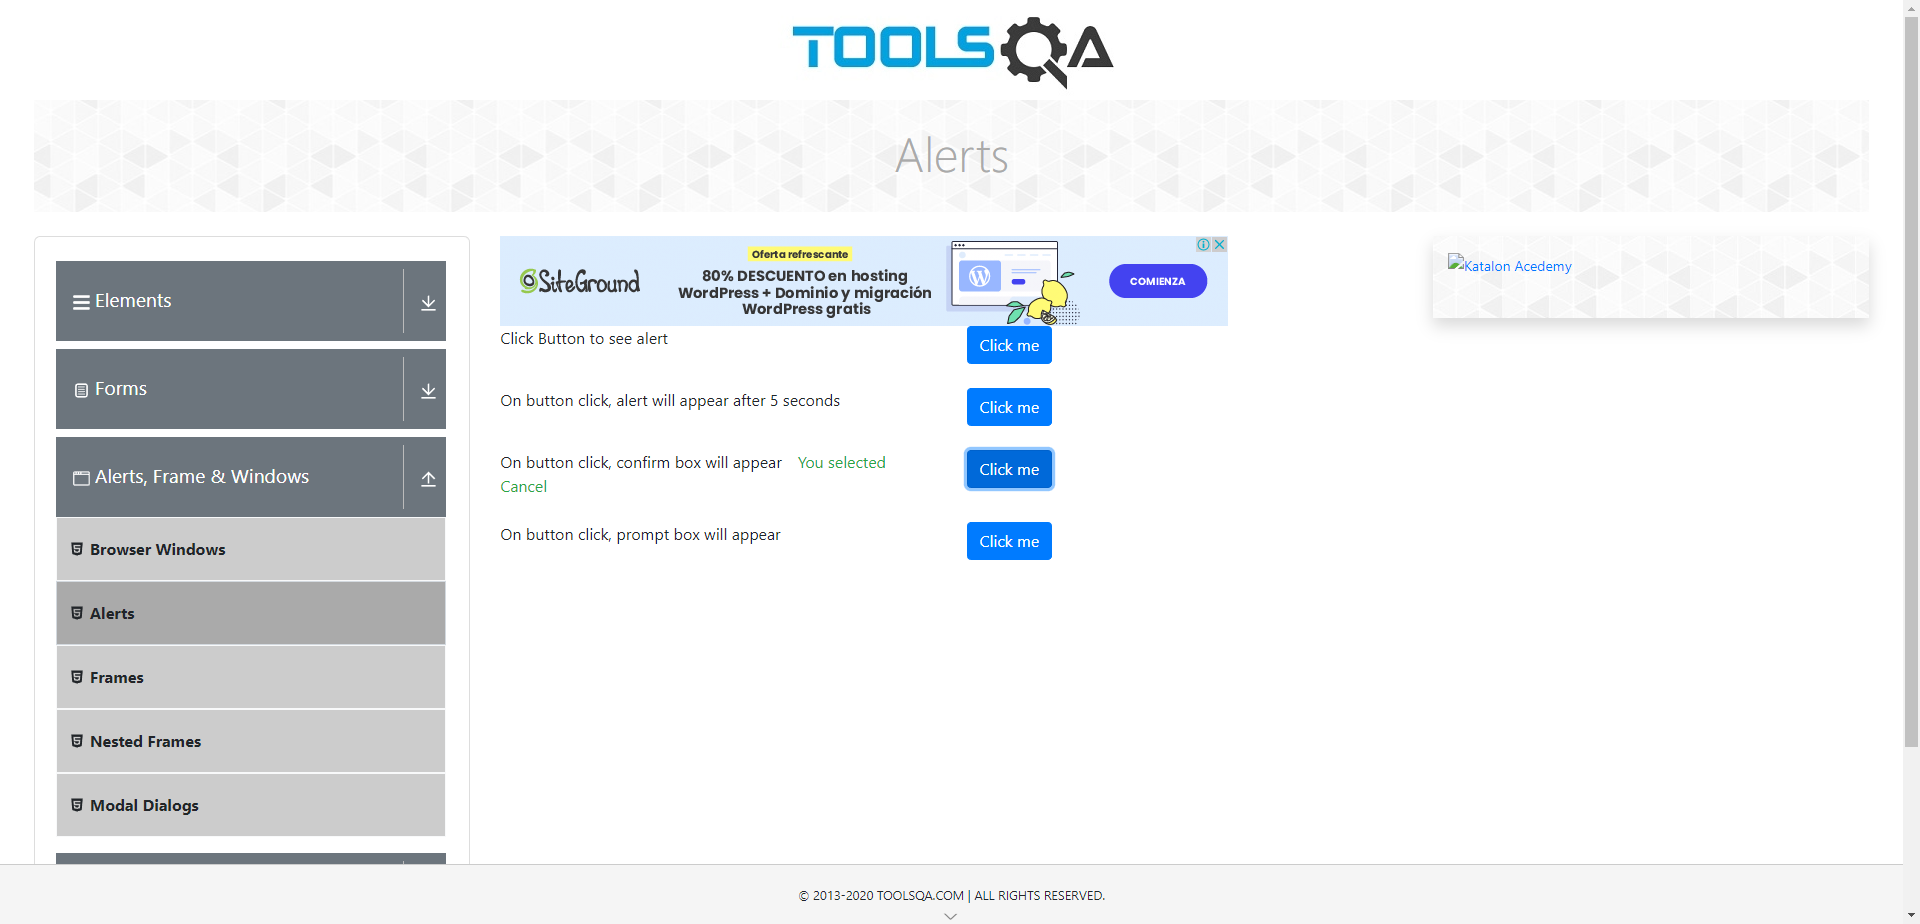 TOOLSQA
Alerts
Elements
Forms
Alerts, Frame & Windows
Browser Windows
Alerts
Frames
Nested Frames
Modal Dialogs
SiteGround
Oferta refrescante
80% DESCUENTO en hosting
WordPress + Dominio y migración
WordPress gratis
COMIENZA
Click Button to see alert
Click me
On button click, alert will appear after 5 seconds
Click me
On button click, confirm box will appear You selected
Cancel
Click me
On button click, prompt box will appear
Click me
Katalon Acedemy
© 2013-2020 TOOLSQA.COM | ALL RIGHTS RESERVED.